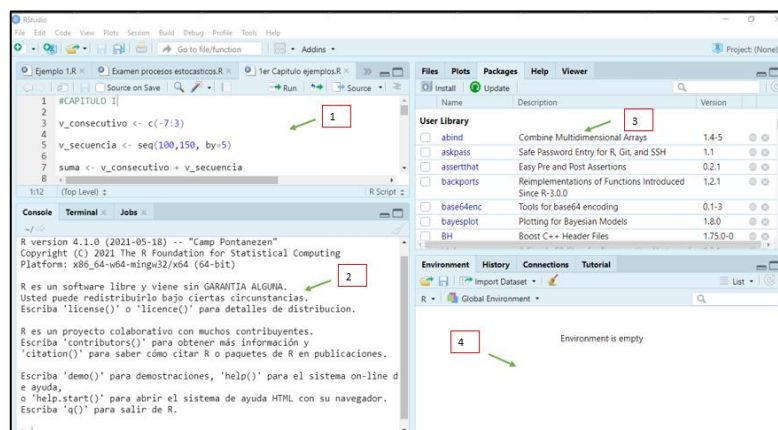 RStudio
File Edit Code View Plots Session Build Debug Profile Tools Help
Go to file/function Addins
Project: (None)
Ejemplo 1.R Examen procesos estocasticos.R 1er Capitulo ejemplos.R
Source on Save Run Source
1 #CAPITULO I
2
3 v_consecutivo <- c(-7:3)
4
5 v_secuencia <- seq(100,150, by=5)
6
7 suma <- v_consecutivo + v_secuencia
8
1
1:12 (Top Level) R Script
Console Terminal Jobs
~/
R version 4.1.0 (2021-05-18) -- "Camp Pontanezen"
Copyright (C) 2021 The R Foundation for Statistical Computing
Platform: x86_64-w64-mingw32/x64 (64-bit)
R es un software libre y viene sin GARANTIA ALGUNA.
Usted puede redistribuirlo bajo ciertas circunstancias.
Escriba 'license()' o 'licence()' para detalles de distribucion.
R es un proyecto colaborativo con muchos contribuyentes.
Escriba 'contributors()' para obtener más información y
'citation()' para saber cómo citar R o paquetes de R en publicaciones.
Escriba 'demo()' para demostraciones, 'help()' para el sistema on-line d
e ayuda,
o 'help.start()' para abrir el sistema de ayuda HTML con su navegador.
Escriba 'q()' para salir de R.
2
Files Plots Packages Help Viewer
Install Update
Name Description Version
User Library
3
abind Combine Multidimensional Arrays 1.4-5
askpass Safe Password Entry for R, Git, and SSH 1.1
assertthat Easy Pre and Post Assertions 0.2.1
backports Reimplementations of Functions Introduced Since R-3.0.0 1.2.1
base64enc Tools for base64 encoding 0.1-3
bayesplot Plotting for Bayesian Models 1.8.0
BH Boost C++ Header Files 1.75.0-0
Environment History Connections Tutorial
Import Dataset List
R Global Environment
Environment is empty
4